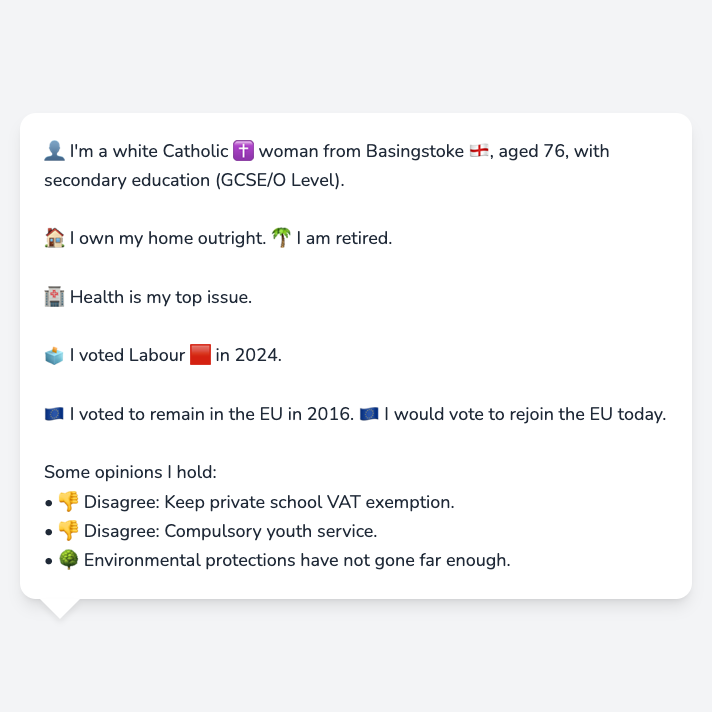 👤 I'm a white Catholic ✝️ woman from Basingstoke 🏴󠁧󠁢󠁥󠁮󠁧󠁿, aged 76, with
secondary education (GCSE/O Level).
🏠 I own my home outright. 🌴 I am retired.
🏥 Health is my top issue.
🗳️ I voted Labour 🟥 in 2024.
🇪🇺 I voted to remain in the EU in 2016. 🇪🇺 I would vote to rejoin the EU today.
Some opinions I hold:
• 👎 Disagree: Keep private school VAT exemption.
• 👎 Disagree: Compulsory youth service.
• 🌳 Environmental protections have not gone far enough.